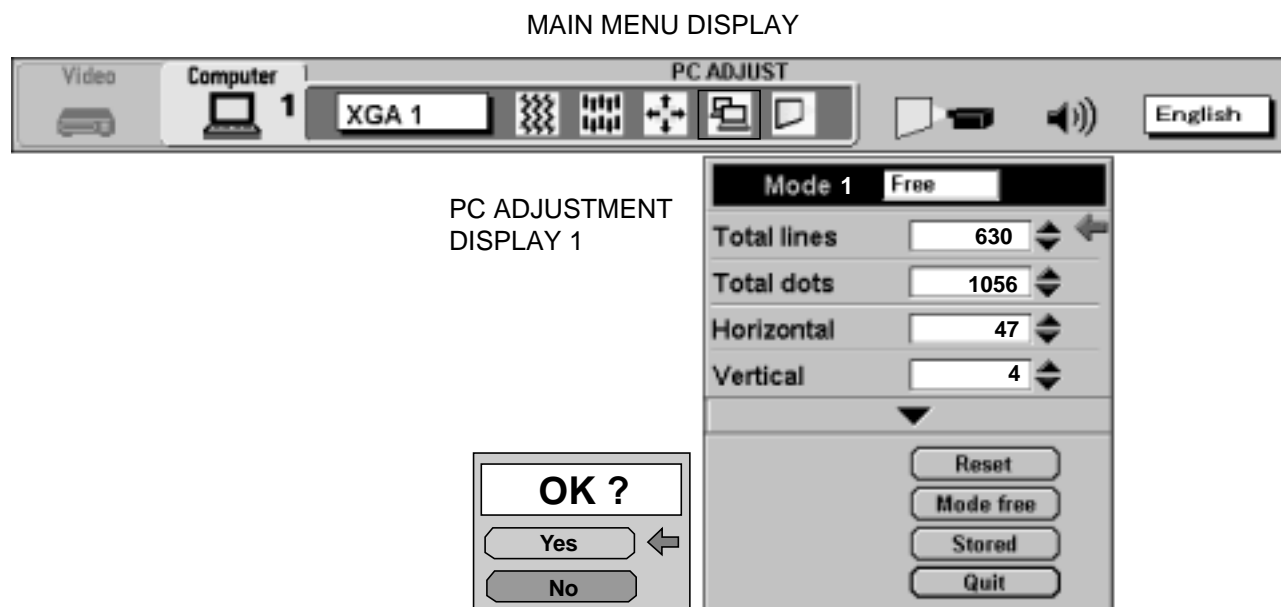 MAIN MENU DISPLAY
Video
Computer
1
PC ADJUST
XGA 1
English
PC ADJUSTMENT
DISPLAY 1
Mode 1 Free
Total lines 630
Total dots 1056
Horizontal 47
Vertical 4
Reset
Mode free
Stored
Quit
OK ?
Yes
No